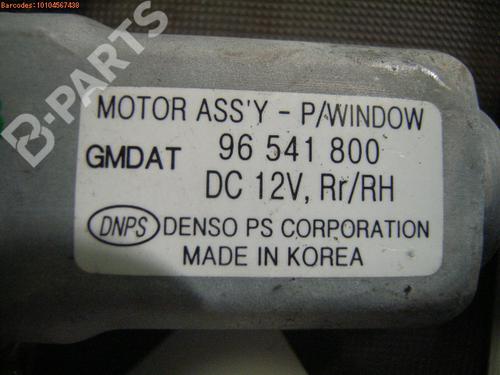 Barcodes:10104567438
B-PARTS
MOTOR ASS'Y - P/WINDOW
GMDAT 96 541 800
DC 12V, Rr/RH
DNPS DENSO PS CORPORATION
MADE IN KOREA